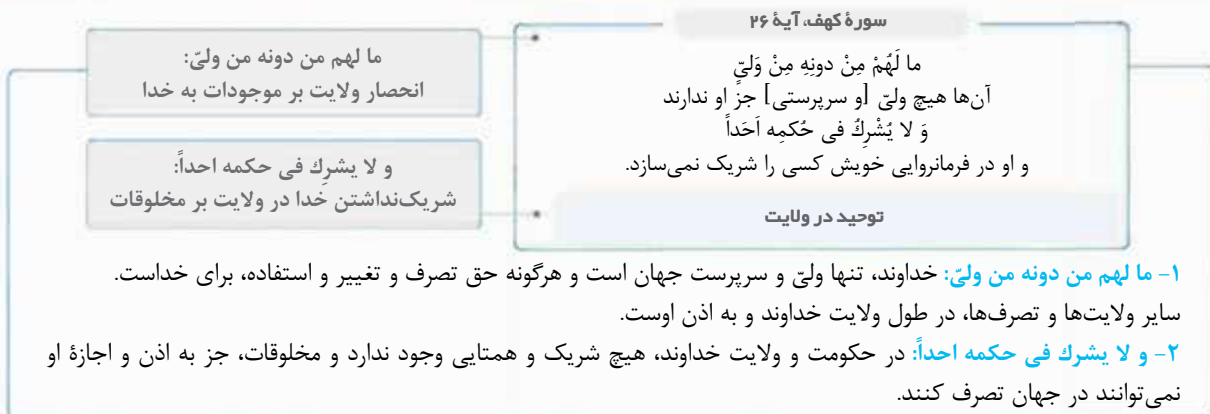 سورهٔ کهف، آیهٔ ۲۶
ما لَهُمْ مِنْ دونِهِ مِنْ وَلیٍّ
آن‌ها هیچ ولیّ [و سرپرستی] جز او ندارند
وَ لا یُشْرِكُ فی حُکمِه اَحَداً
و او در فرمانروایی خویش کسی را شریک نمی‌سازد.
توحید در ولایت
ما لهم من دونه من ولیّ:
انحصار ولایت بر موجودات به خدا
و لا یشرِك فی حکمه احداً:
شریک‌نداشتن خدا در ولایت بر مخلوقات
۱- ما لهم من دونه من ولیّ: خداوند، تنها ولیّ و سرپرست جهان است و هرگونه حق تصرف و تغییر و استفاده، برای خداست.
سایر ولایت‌ها و تصرف‌ها، در طول ولایت خداوند و به اذن اوست.
۲- و لا یشرك فی حکمه احداً: در حکومت و ولایت خداوند، هیچ شریک و همتایی وجود ندارد و مخلوقات، جز به اذن و اجازهٔ او
نمی‌توانند در جهان تصرف کنند.